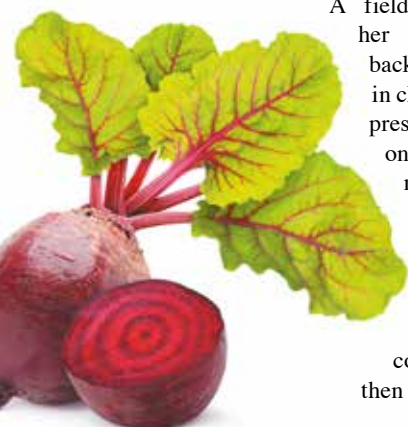 A field
her
back
in c
pres
on
r
co
then